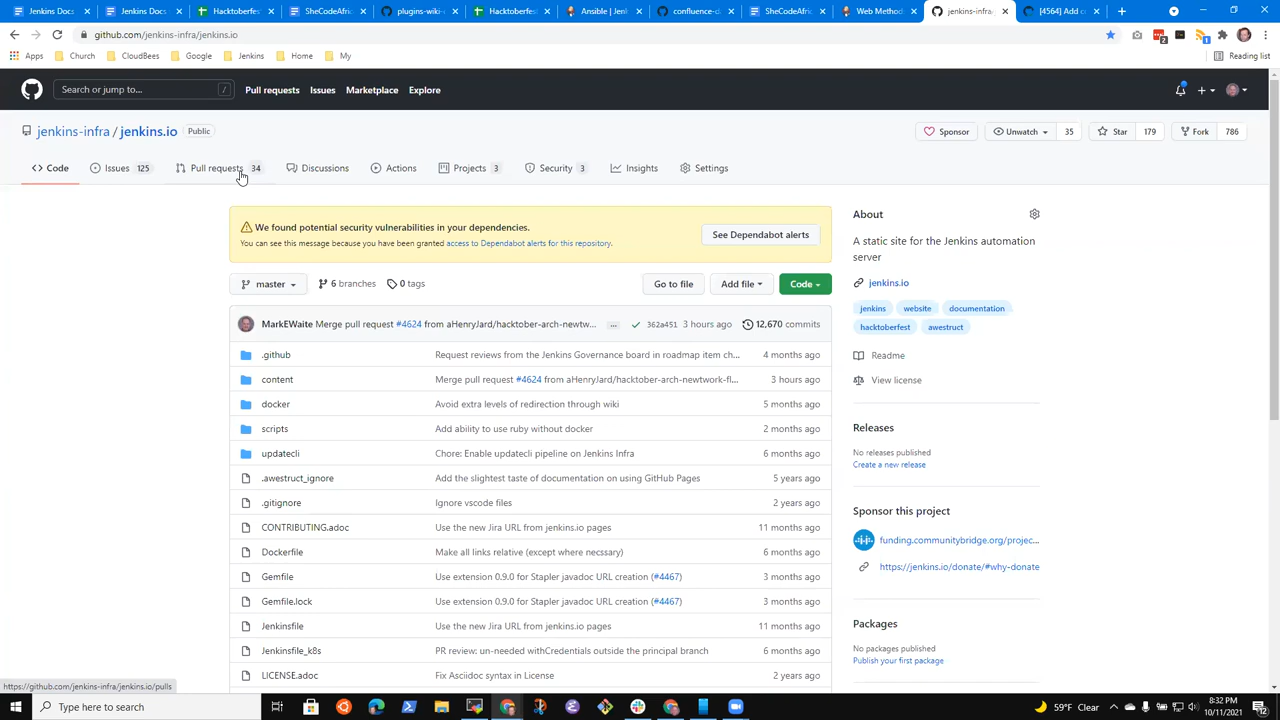 Jenkins Docs
Jenkins Docs
Hacktoberfest
SheCodeAfric
plugins-wiki-
Hacktoberfest
Ansible | Jenk
confluence-da
SheCodeAfric
Web Method
jenkins-infra/
[4564] Add c
github.com/jenkins-infra/jenkins.io
Apps
Church
CloudBees
Google
Jenkins
Home
My
Reading list
Search or jump to...
/
Pull requests
Issues
Marketplace
Explore
jenkins-infra / jenkins.io
Public
Sponsor
Unwatch
35
Star
179
Fork
786
Code
Issues 125
Pull requests 34
Discussions
Actions
Projects 3
Security 3
Insights
Settings
We found potential security vulnerabilities in your dependencies.
You can see this message because you have been granted access to Dependabot alerts for this repository.
See Dependabot alerts
master
6 branches
0 tags
Go to file
Add file
Code
MarkEWaite Merge pull request #4624 from aHenryJard/hacktober-arch-newtw...
...
362a451
3 hours ago
12,670 commits
.github
Request reviews from the Jenkins Governance board in roadmap item ch...
4 months ago
content
Merge pull request #4624 from aHenryJard/hacktober-arch-newtwork-fl...
3 hours ago
docker
Avoid extra levels of redirection through wiki
5 months ago
scripts
Add ability to use ruby without docker
2 months ago
updatecli
Chore: Enable updatecli pipeline on Jenkins Infra
6 months ago
.awestruct_ignore
Add the slightest taste of documentation on using GitHub Pages
5 years ago
.gitignore
Ignore vscode files
2 years ago
CONTRIBUTING.adoc
Use the new Jira URL from jenkins.io pages
11 months ago
Dockerfile
Make all links relative (except where necssary)
6 months ago
Gemfile
Use extension 0.9.0 for Stapler javadoc URL creation (#4467)
3 months ago
Gemfile.lock
Use extension 0.9.0 for Stapler javadoc URL creation (#4467)
3 months ago
Jenkinsfile
Use the new Jira URL from jenkins.io pages
11 months ago
Jenkinsfile_k8s
PR review: un-needed withCredentials outside the principal branch
6 months ago
LICENSE.adoc
Fix Asciidoc syntax in License
2 years ago
About
A static site for the Jenkins automation
server
jenkins.io
jenkins
website
documentation
hacktoberfest
awestruct
Readme
View license
Releases
No releases published
Create a new release
Sponsor this project
funding.communitybridge.org/projec...
https://jenkins.io/donate/#why-donate
Packages
No packages published
Publish your first package
https://github.com/jenkins-infra/jenkins.io/pulls
Type here to search
59°F Clear
8:32 PM
10/11/2021